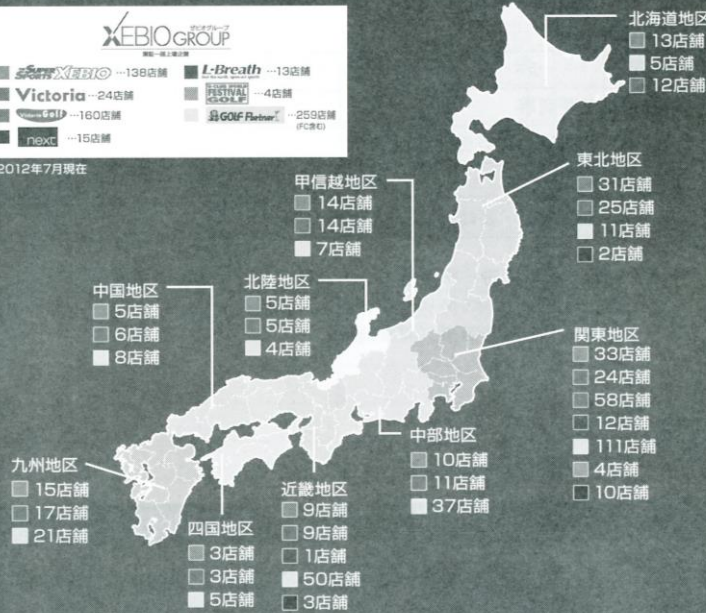 ゼビオグループ
XEBIO GROUP
SUPER SPORTS XEBIO …138店舗
Victoria …24店舗
Victoria Golf …160店舗
next …15店舗
L-Breath …13店舗
FESTIVAL GOLF …4店舗
Golf Partner …259店舗
(FC含む)
2012年7月現在
北海道地区
13店舗
5店舗
12店舗
東北地区
31店舗
25店舗
11店舗
2店舗
甲信越地区
14店舗
14店舗
7店舗
北陸地区
5店舗
5店舗
4店舗
中国地区
5店舗
6店舗
8店舗
関東地区
33店舗
24店舗
58店舗
12店舗
111店舗
4店舗
10店舗
中部地区
10店舗
11店舗
37店舗
九州地区
15店舗
17店舗
21店舗
四国地区
3店舗
3店舗
5店舗
近畿地区
9店舗
9店舗
1店舗
50店舗
3店舗